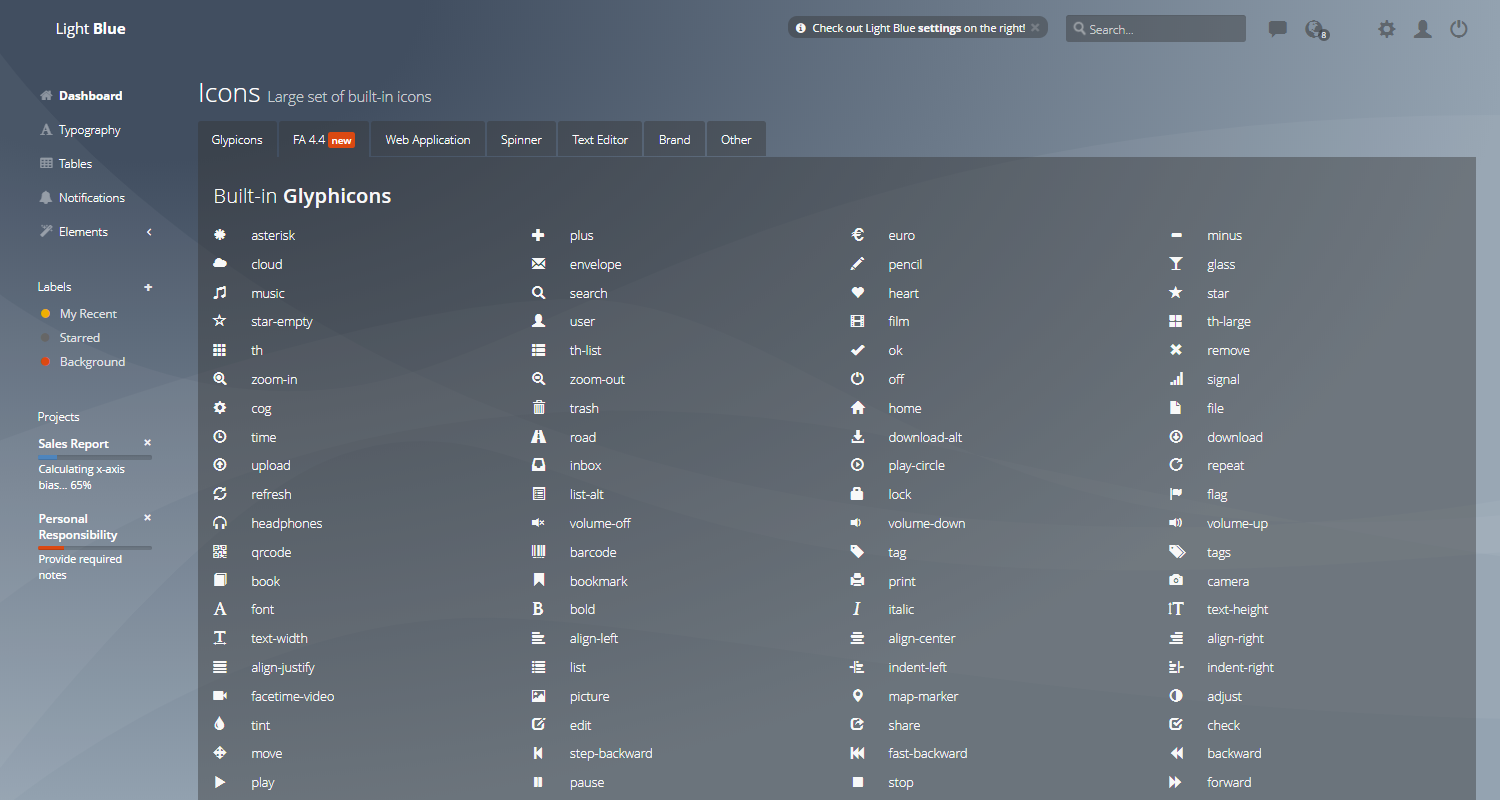 Light Blue
Check out Light Blue settings on the right!
Search...
8
Dashboard
Typography
Tables
Notifications
Elements
Labels
My Recent
Starred
Background
Projects
Sales Report
Calculating x-axis
bias... 65%
Personal
Responsibility
Provide required
notes
Icons Large set of built-in icons
Glypicons FA 4.4 new Web Application Spinner Text Editor Brand Other
Built-in Glyphicons
asterisk plus euro minus
cloud envelope pencil glass
music search heart star
star-empty user film th-large
th th-list ok remove
zoom-in zoom-out off signal
cog trash home file
time road download-alt download
upload inbox play-circle repeat
refresh list-alt lock flag
headphones volume-off volume-down volume-up
qrcode barcode tag tags
book bookmark print camera
font bold italic text-height
text-width align-left align-center align-right
align-justify list indent-left indent-right
facetime-video picture map-marker adjust
tint edit share check
move step-backward fast-backward backward
play pause stop forward